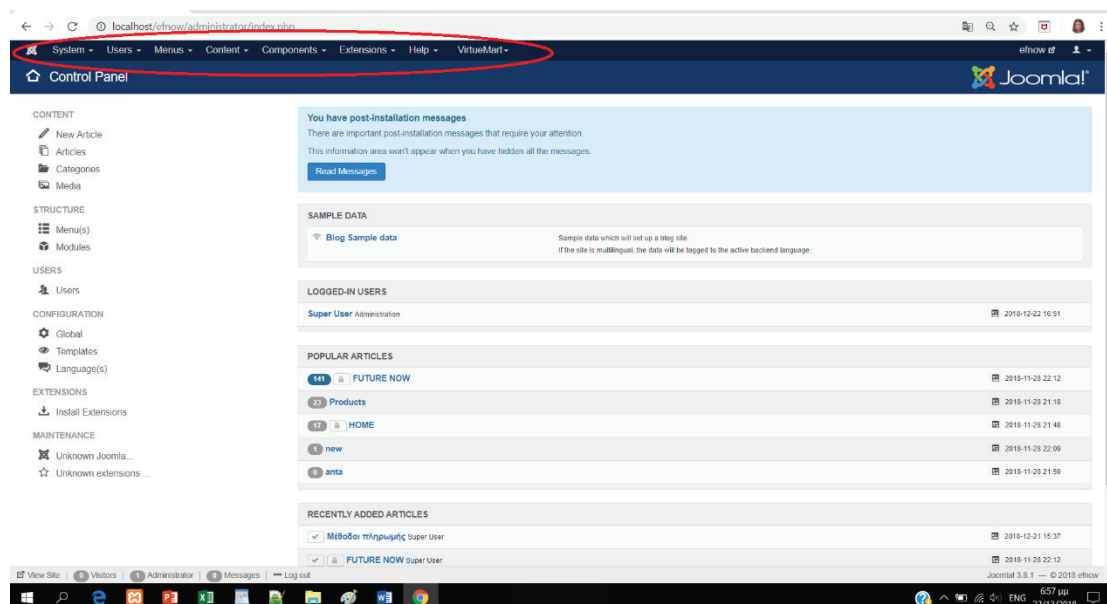 localhost/efnow/administrator/index.php
System Users Menus Content Components Extensions Help VirtueMart efnow
Control Panel Joomla!
CONTENT
New Article
Articles
Categories
Media
STRUCTURE
Menu(s)
Modules
USERS
Users
CONFIGURATION
Global
Templates
Language(s)
EXTENSIONS
Install Extensions
MAINTENANCE
Unknown Joomla...
Unknown extensions ...
You have post-installation messages
There are important post-installation messages that require your attention.
This information area won't appear when you have hidden all the messages.
Read Messages
SAMPLE DATA
Blog Sample data
Sample data which will set up a blog site.
If the site is multilingual, the data will be tagged to the active backend language.
LOGGED-IN USERS
Super User Administration 2018-12-22 16:51
POPULAR ARTICLES
141 FUTURE NOW 2018-11-28 22:12
23 Products 2018-11-28 21:18
17 HOME 2018-11-28 21:48
1 new 2018-11-28 22:09
0 anta 2018-11-28 21:59
RECENTLY ADDED ARTICLES
Μέθοδοι πληρωμής Super User 2018-12-21 15:37
FUTURE NOW Super User 2018-11-28 22:12
View Site 0 Visitors 1 Administrator 0 Messages Log out Joomla! 3.8.1 — © 2018 efnow
ENG 6:57 μμ